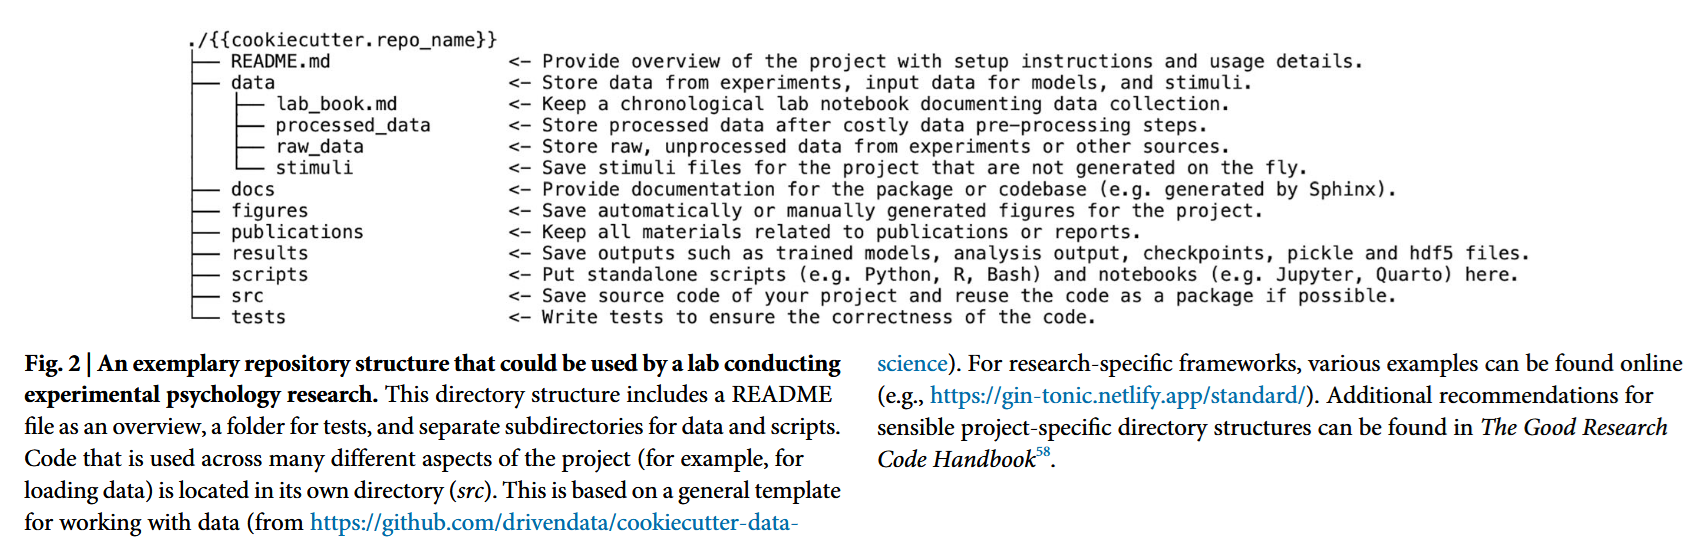 ./{{cookiecutter.repo_name}}
├── README.md <- Provide overview of the project with setup instructions and usage details.
├── data <- Store data from experiments, input data for models, and stimuli.
│   ├── lab_book.md <- Keep a chronological lab notebook documenting data collection.
│   ├── processed_data <- Store processed data after costly data pre-processing steps.
│   ├── raw_data <- Store raw, unprocessed data from experiments or other sources.
│   └── stimuli <- Save stimuli files for the project that are not generated on the fly.
├── docs <- Provide documentation for the package or codebase (e.g. generated by Sphinx).
├── figures <- Save automatically or manually generated figures for the project.
├── publications <- Keep all materials related to publications or reports.
├── results <- Save outputs such as trained models, analysis output, checkpoints, pickle and hdf5 files.
├── scripts <- Put standalone scripts (e.g. Python, R, Bash) and notebooks (e.g. Jupyter, Quarto) here.
├── src <- Save source code of your project and reuse the code as a package if possible.
└── tests <- Write tests to ensure the correctness of the code.
Fig. 2 | An exemplary repository structure that could be used by a lab conducting
experimental psychology research. This directory structure includes a README
file as an overview, a folder for tests, and separate subdirectories for data and scripts.
Code that is used across many different aspects of the project (for example, for
loading data) is located in its own directory (src). This is based on a general template
for working with data (from https://github.com/drivendata/cookiecutter-data-
science). For research-specific frameworks, various examples can be found online
(e.g., https://gin-tonic.netlify.app/standard/). Additional recommendations for
sensible project-specific directory structures can be found in The Good Research
Code Handbook58.